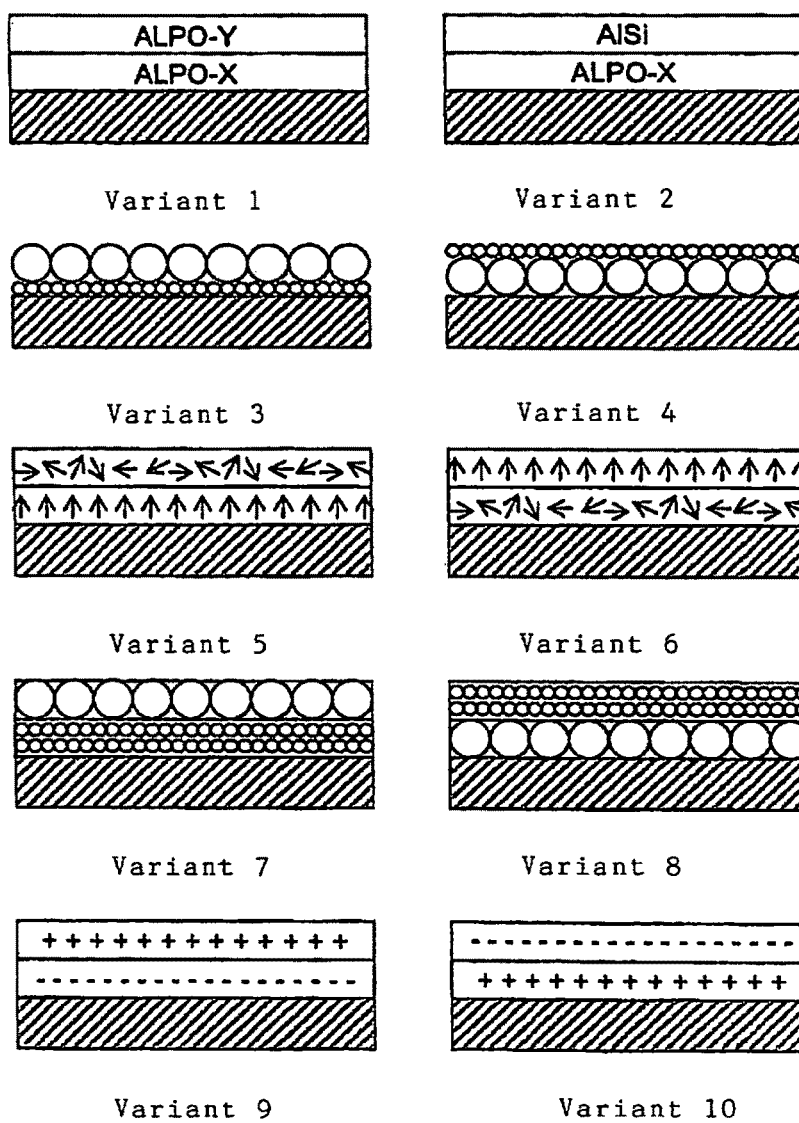 ALPO-Y
ALPO-X
AlSi
ALPO-X
Variant 1
Variant 2
Variant 3
Variant 4
Variant 5
Variant 6
Variant 7
Variant 8
+ + + + + + + + + + + + +
- - - - - - - - - - - - - - - - -
- - - - - - - - - - - - - - - - -
+ + + + + + + + + + + + +
Variant 9
Variant 10